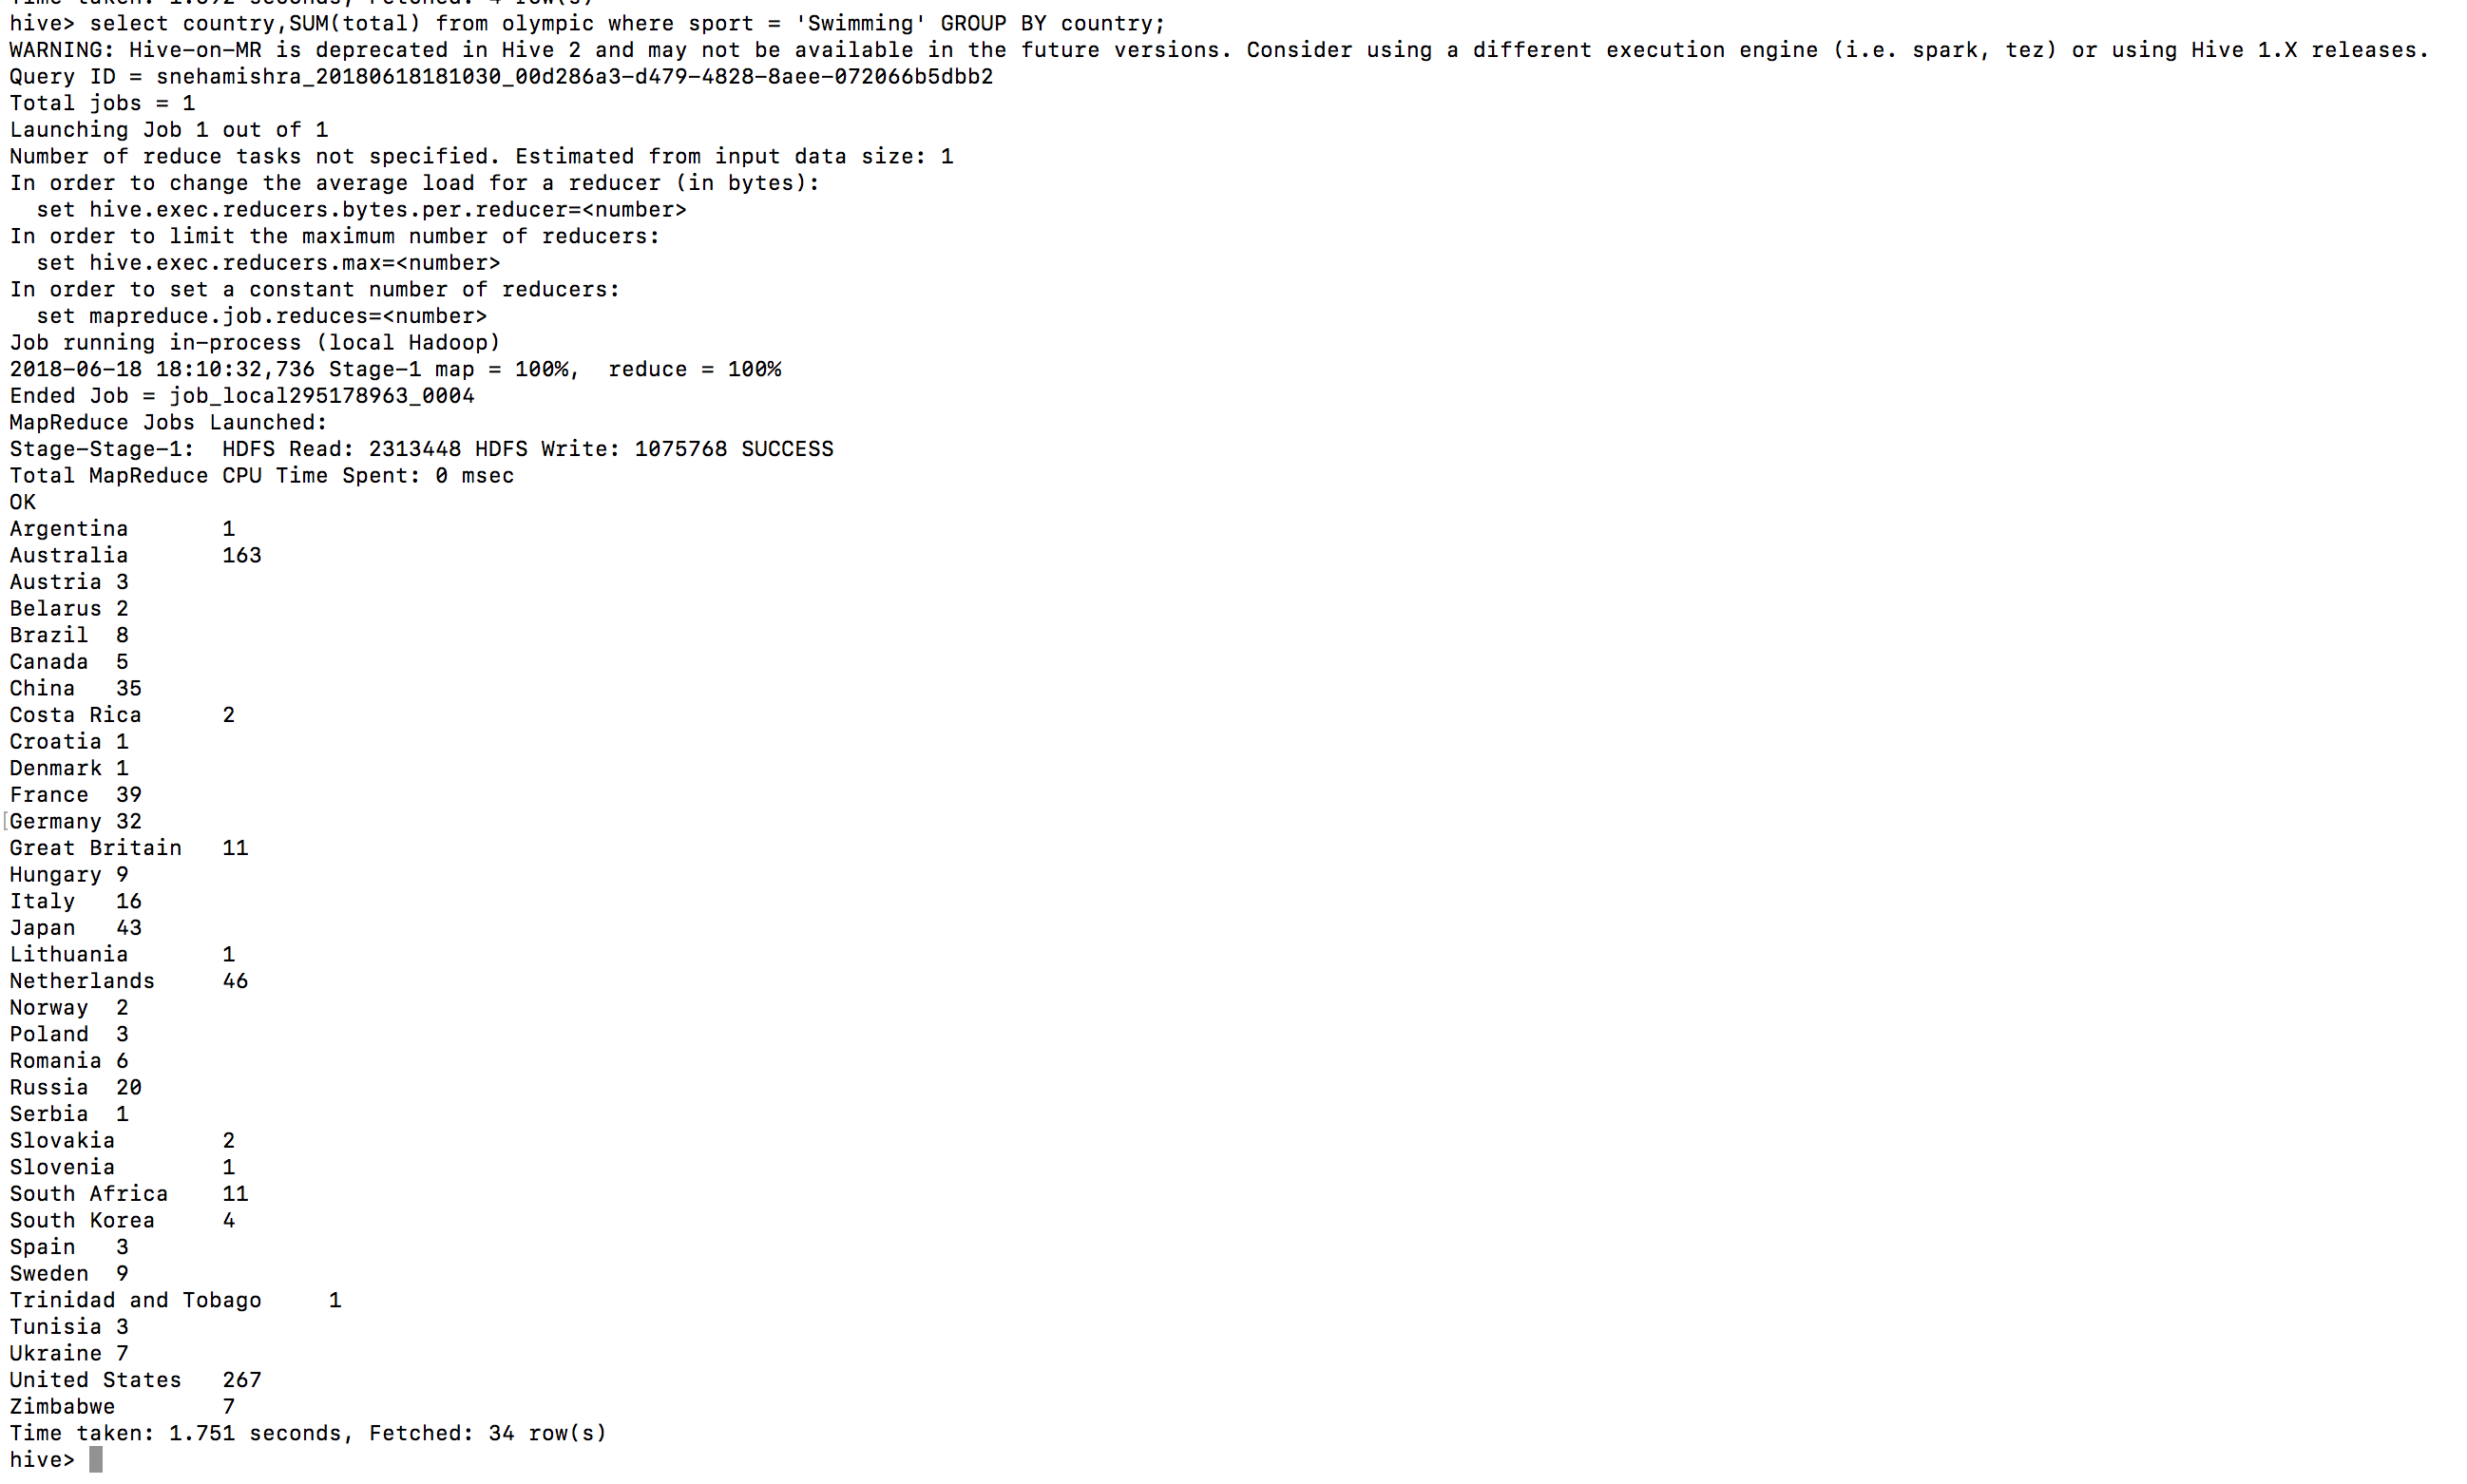 Time taken: 1.692 seconds, Fetched: 4 row(s)
hive> select country,SUM(total) from olympic where sport = 'Swimming' GROUP BY country;
WARNING: Hive-on-MR is deprecated in Hive 2 and may not be available in the future versions. Consider using a different execution engine (i.e. spark, tez) or using Hive 1.X releases.
Query ID = snehamishra_20180618181030_00d286a3-d479-4828-8aee-072066b5dbb2
Total jobs = 1
Launching Job 1 out of 1
Number of reduce tasks not specified. Estimated from input data size: 1
In order to change the average load for a reducer (in bytes):
  set hive.exec.reducers.bytes.per.reducer=<number>
In order to limit the maximum number of reducers:
  set hive.exec.reducers.max=<number>
In order to set a constant number of reducers:
  set mapreduce.job.reduces=<number>
Job running in-process (local Hadoop)
2018-06-18 18:10:32,736 Stage-1 map = 100%,  reduce = 100%
Ended Job = job_local295178963_0004
MapReduce Jobs Launched:
Stage-Stage-1:  HDFS Read: 2313448 HDFS Write: 1075768 SUCCESS
Total MapReduce CPU Time Spent: 0 msec
OK
Argentina	1
Australia	163
Austria	3
Belarus	2
Brazil	8
Canada	5
China	35
Costa Rica	2
Croatia	1
Denmark	1
France	39
[Germany	32
Great Britain	11
Hungary	9
Italy	16
Japan	43
Lithuania	1
Netherlands	46
Norway	2
Poland	3
Romania	6
Russia	20
Serbia	1
Slovakia	2
Slovenia	1
South Africa	11
South Korea	4
Spain	3
Sweden	9
Trinidad and Tobago	1
Tunisia	3
Ukraine	7
United States	267
Zimbabwe	7
Time taken: 1.751 seconds, Fetched: 34 row(s)
hive>